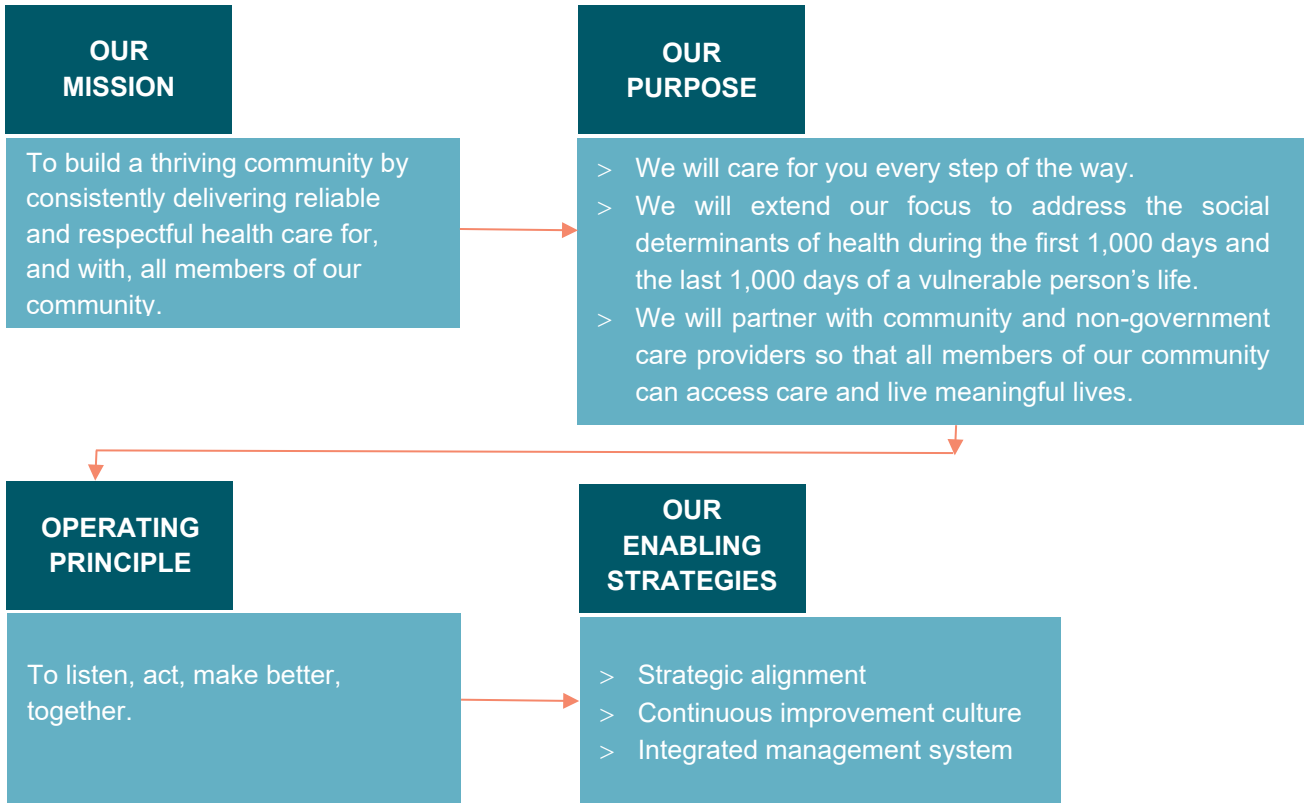 OUR
MISSION
To build a thriving community by
consistently delivering reliable
and respectful health care for,
and with, all members of our
community.
OUR
PURPOSE
> We will care for you every step of the way.
> We will extend our focus to address the social
determinants of health during the first 1,000 days and
the last 1,000 days of a vulnerable person’s life.
> We will partner with community and non-government
care providers so that all members of our community
can access care and live meaningful lives.
OPERATING
PRINCIPLE
To listen, act, make better,
together.
OUR
ENABLING
STRATEGIES
> Strategic alignment
> Continuous improvement culture
> Integrated management system